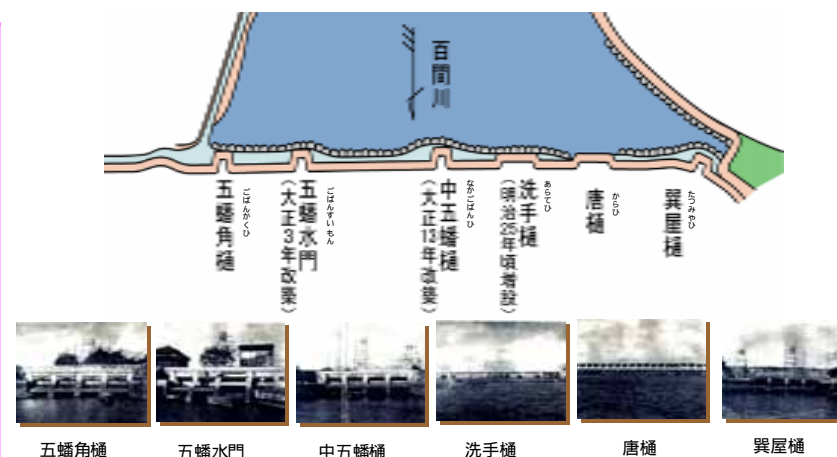 百間川
五蟠角樋
ごばんかくひ
五蟠水門
ごばんすいもん
(大正3年改築)
中五蟠樋
なかごばんひ
(大正13年改築)
洗手樋
あらてひ
(明治25年頃増設)
唐樋
からひ
巽屋樋
たつみやひ
五蟠角樋
五蟠水門
中五蟠樋
洗手樋
唐樋
巽屋樋